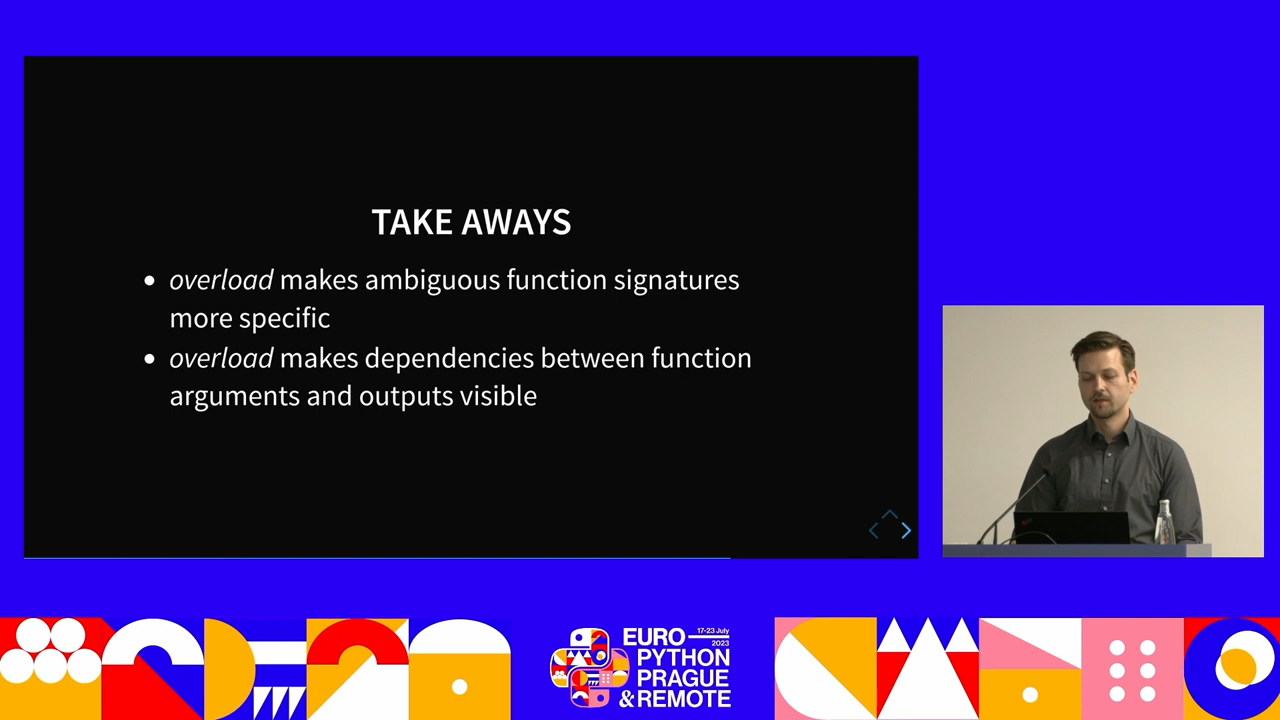 TAKE AWAYS
overload makes ambiguous function signatures
more specific
overload makes dependencies between function
arguments and outputs visible
17-23 July
2023
EURO
PYTHON
PRAGUE
&REMOTE